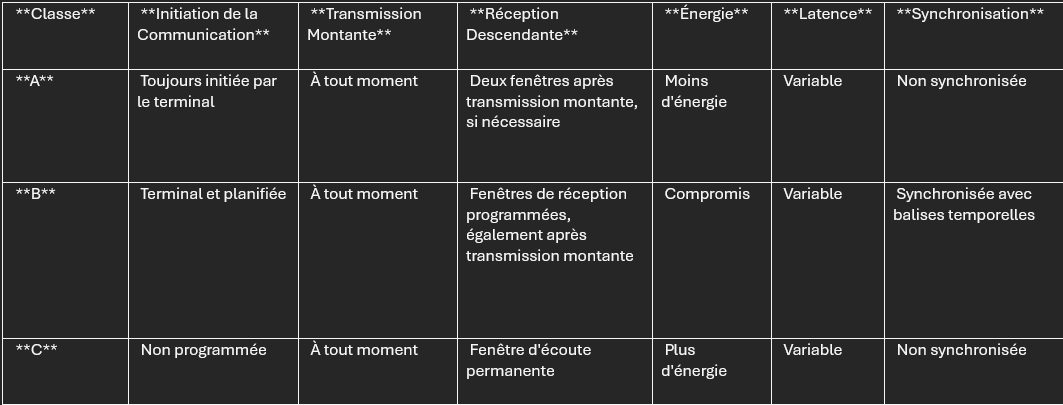 **Classe**
**Initiation de la
Communication**
**Transmission
Montante**
**Réception
Descendante**
**Énergie**
**Latence**
**Synchronisation**
**A**
Toujours initiée par
le terminal
À tout moment
Deux fenêtres après
transmission montante,
si nécessaire
Moins
d'énergie
Variable
Non synchronisée
**B**
Terminal et planifiée
À tout moment
Fenêtres de réception
programmées,
également après
transmission montante
Compromis
Variable
Synchronisée avec
balises temporelles
**C**
Non programmée
À tout moment
Fenêtre d'écoute
permanente
Plus
d'énergie
Variable
Non synchronisée